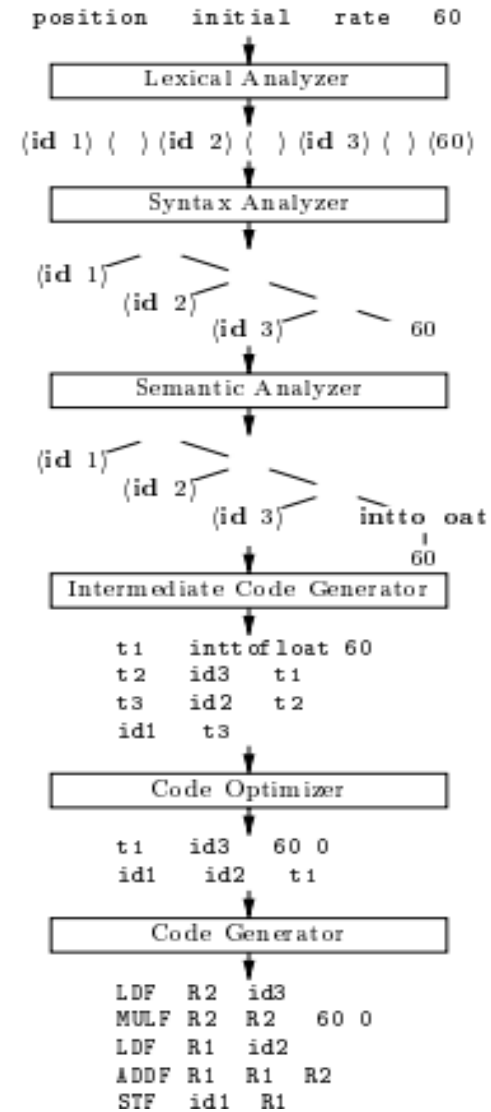 position initial rate 60
Lexical Analyzer
⟨id 1⟩ ⟨ ⟩ ⟨id 2⟩ ⟨ ⟩ ⟨id 3⟩ ⟨ ⟩ ⟨60⟩
Syntax Analyzer
⟨id 1⟩
⟨id 2⟩
⟨id 3⟩ 60
Semantic Analyzer
⟨id 1⟩
⟨id 2⟩
⟨id 3⟩ intto oat
60
Intermediate Code Generator
t1 inttofloat 60
t2 id3 t1
t3 id2 t2
id1 t3
Code Optimizer
t1 id3 60 0
id1 id2 t1
Code Generator
LDF R2 id3
MULF R2 R2 60 0
LDF R1 id2
ADDF R1 R1 R2
STF id1 R1